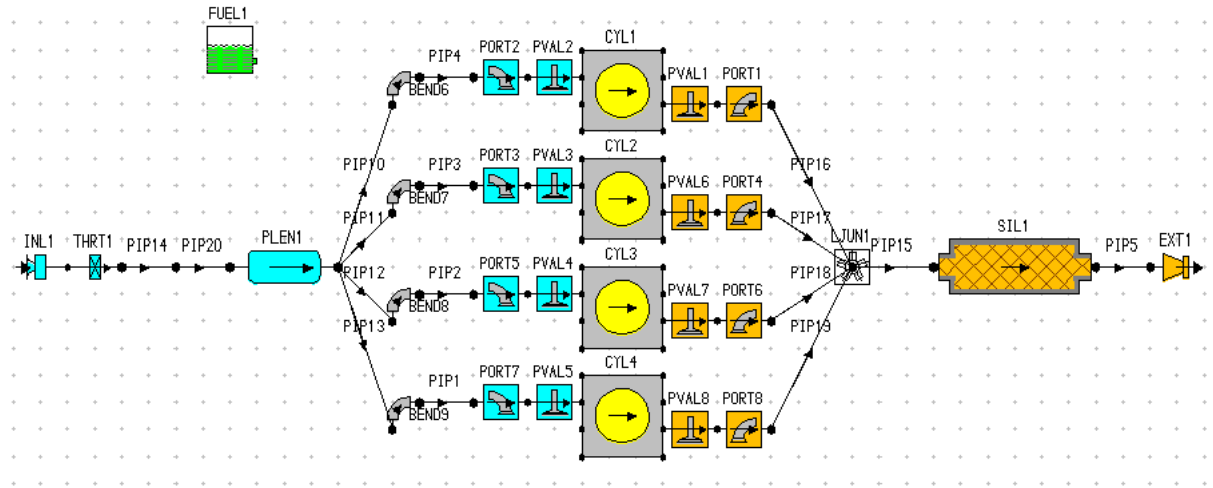 FUEL1
CYL1
PIP4
PORT2
PVAL2
BEND6
PVAL1
PORT1
PIP10
PIP16
CYL2
PIP3
PORT3
PVAL3
BEND7
PVAL6
PORT4
PIP11
PIP17
INL1
THRT1
PIP14
PIP20
PLEN1
LJUN1
PIP15
SIL1
PIP5
EXT1
CYL3
PIP12
PIP2
PORT5
PVAL4
BEND8
PVAL7
PORT6
PIP18
PIP13
PIP19
CYL4
PIP1
PORT7
PVAL5
BEND9
PVAL8
PORT8